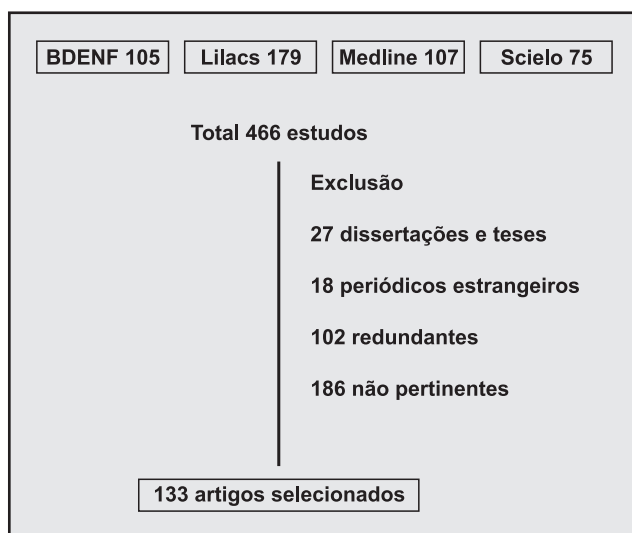 BDENF 105 Lilacs 179 Medline 107 Scielo 75
Total 466 estudos
Exclusão
27 dissertações e teses
18 periódicos estrangeiros
102 redundantes
186 não pertinentes
133 artigos selecionados